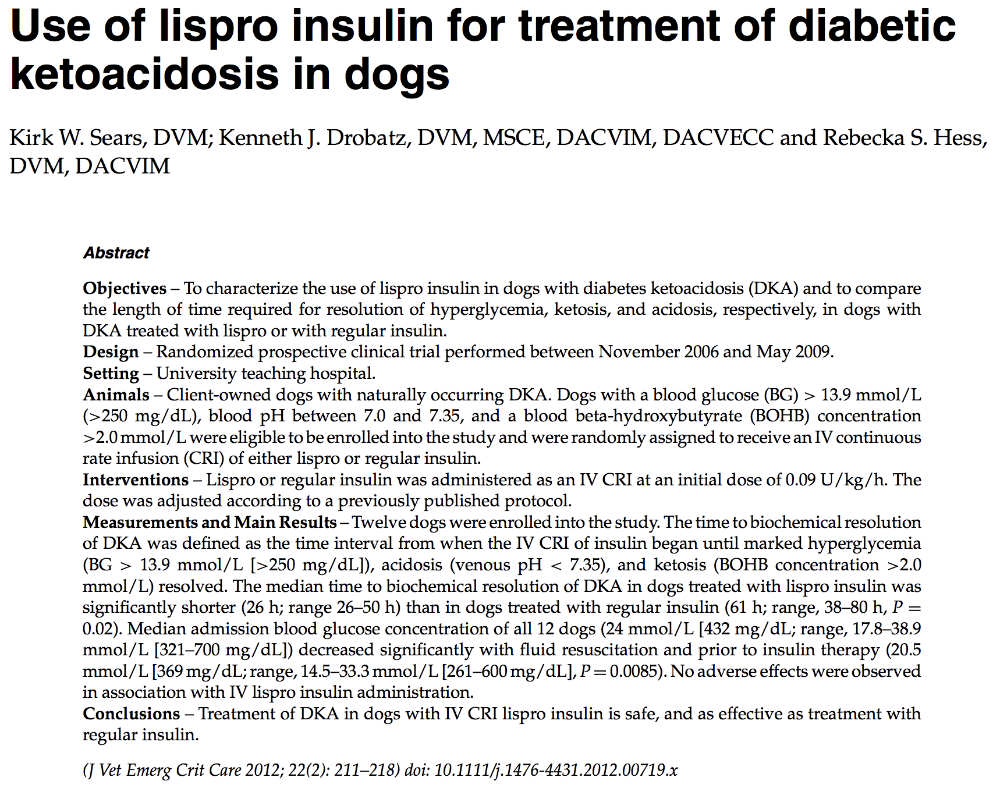 Use of lispro insulin for treatment of diabetic
ketoacidosis in dogs
Kirk W. Sears, DVM; Kenneth J. Drobatz, DVM, MSCE, DACVIM, DACVECC and Rebecka S. Hess,
DVM, DACVIM
Abstract
Objectives – To characterize the use of lispro insulin in dogs with diabetes ketoacidosis (DKA) and to compare
the length of time required for resolution of hyperglycemia, ketosis, and acidosis, respectively, in dogs with
DKA treated with lispro or with regular insulin.
Design – Randomized prospective clinical trial performed between November 2006 and May 2009.
Setting – University teaching hospital.
Animals – Client-owned dogs with naturally occurring DKA. Dogs with a blood glucose (BG) > 13.9 mmol/L
(>250 mg/dL), blood pH between 7.0 and 7.35, and a blood beta-hydroxybutyrate (BOHB) concentration
>2.0 mmol/L were eligible to be enrolled into the study and were randomly assigned to receive an IV continuous
rate infusion (CRI) of either lispro or regular insulin.
Interventions – Lispro or regular insulin was administered as an IV CRI at an initial dose of 0.09 U/kg/h. The
dose was adjusted according to a previously published protocol.
Measurements and Main Results – Twelve dogs were enrolled into the study. The time to biochemical resolution
of DKA was defined as the time interval from when the IV CRI of insulin began until marked hyperglycemia
(BG > 13.9 mmol/L [>250 mg/dL]), acidosis (venous pH < 7.35), and ketosis (BOHB concentration >2.0
mmol/L) resolved. The median time to biochemical resolution of DKA in dogs treated with lispro insulin was
significantly shorter (26 h; range 26–50 h) than in dogs treated with regular insulin (61 h; range, 38–80 h, P =
0.02). Median admission blood glucose concentration of all 12 dogs (24 mmol/L [432 mg/dL; range, 17.8–38.9
mmol/L [321–700 mg/dL]) decreased significantly with fluid resuscitation and prior to insulin therapy (20.5
mmol/L [369 mg/dL; range, 14.5–33.3 mmol/L [261–600 mg/dL], P = 0.0085). No adverse effects were observed
in association with IV lispro insulin administration.
Conclusions – Treatment of DKA in dogs with IV CRI lispro insulin is safe, and as effective as treatment with
regular insulin.
(J Vet Emerg Crit Care 2012; 22(2): 211–218) doi: 10.1111/j.1476-4431.2012.00719.x